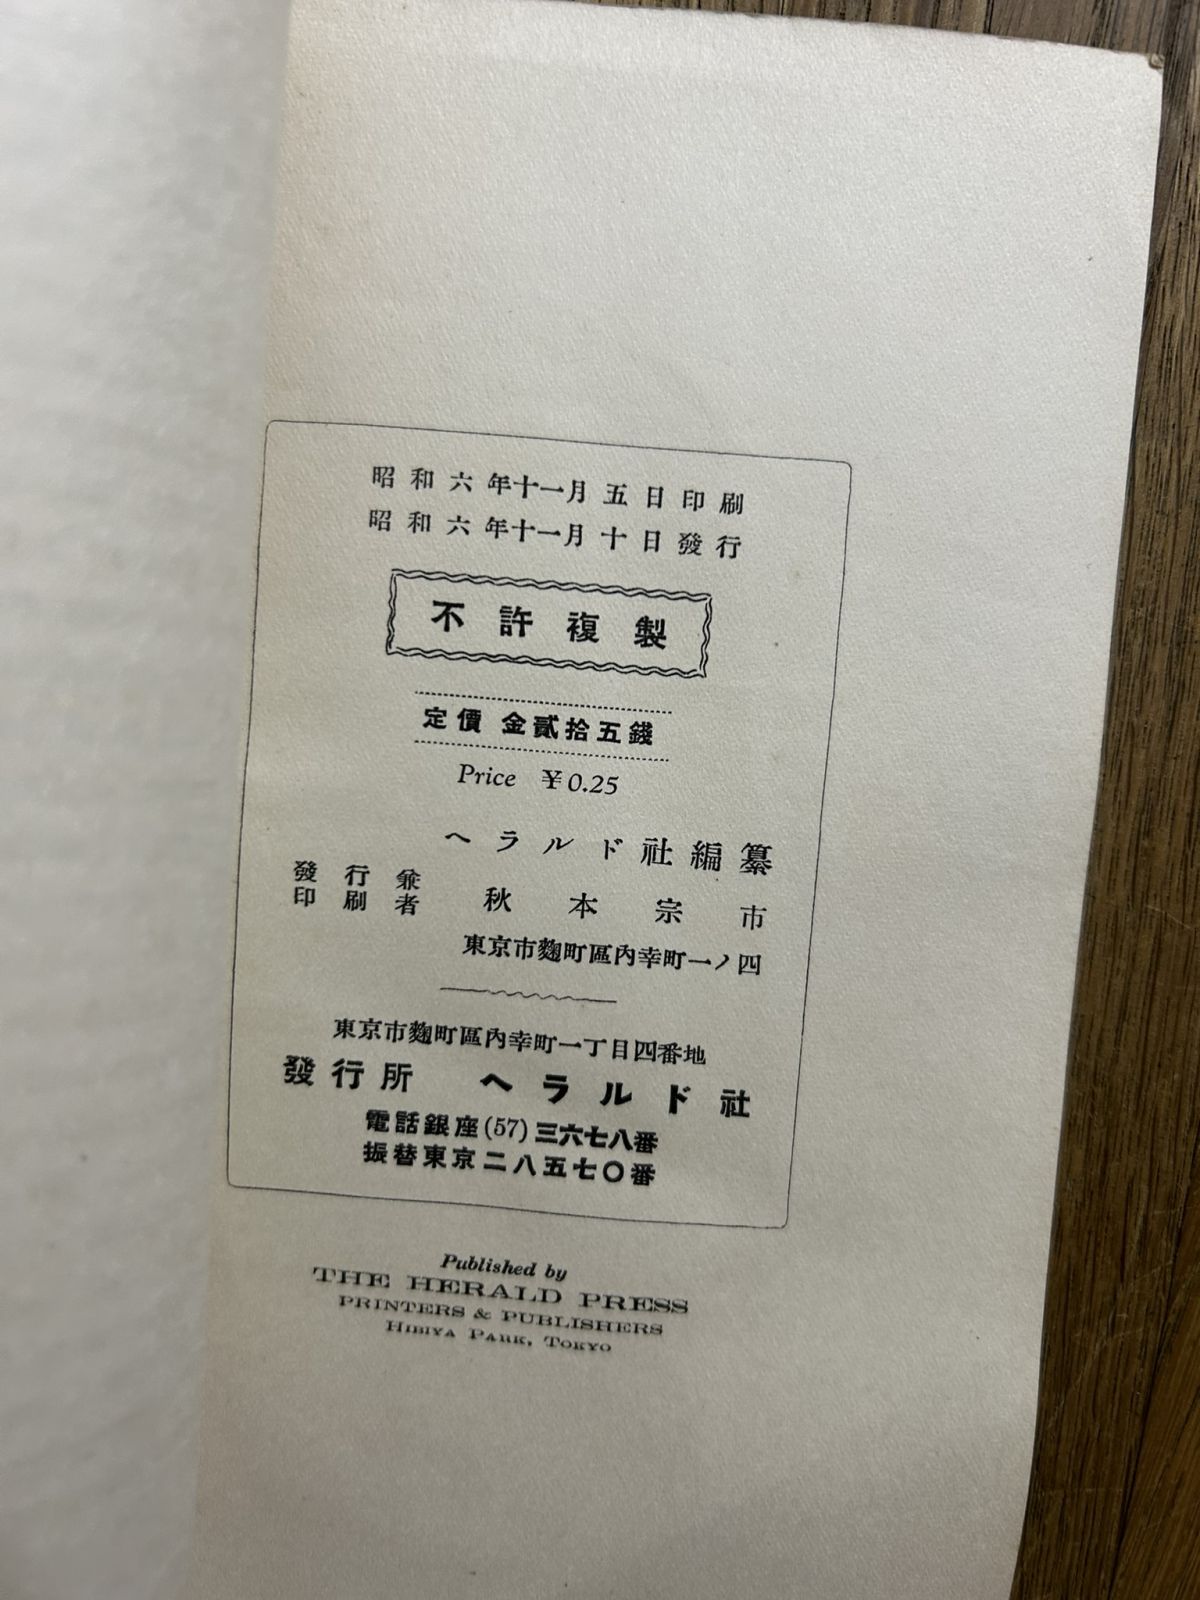 昭和六年十一月五日印刷
昭和六年十一月十日發行
不許複製
定價 金貳拾五錢
Price ¥0.25
ヘラルド社編纂
發行兼
印刷者 秋本宗市
東京市麴町區內幸町一ノ四
東京市麴町區內幸町一丁目四番地
發行所 ヘラルド社
電話銀座(57)三六七八番
振替東京二八五七〇番
Published by
THE HERALD PRESS
PRINTERS & PUBLISHERS
HIBIYA PARK, TOKYO